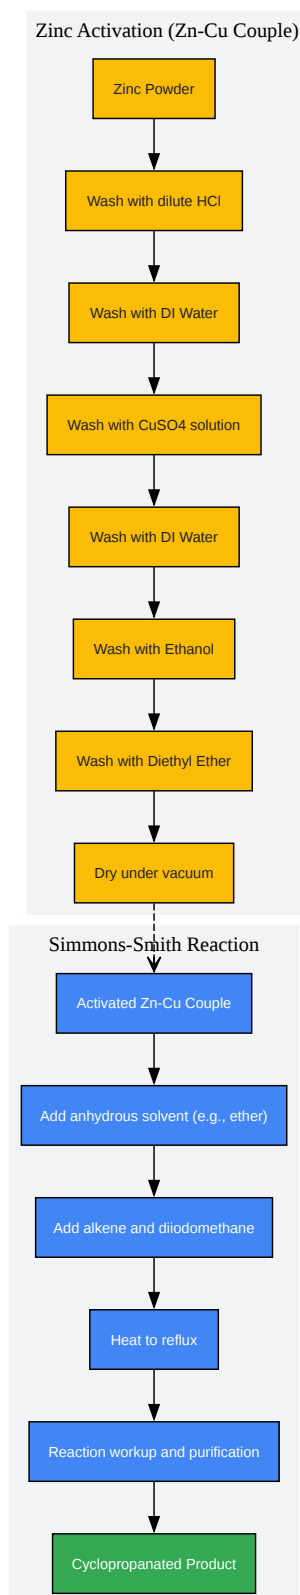 Zinc Activation (Zn-Cu Couple)
Zinc Powder
Wash with dilute HCl
Wash with DI Water
Wash with CuSO4 solution
Wash with DI Water
Wash with Ethanol
Wash with Diethyl Ether
Dry under vacuum
Simmons-Smith Reaction
Activated Zn-Cu Couple
Add anhydrous solvent (e.g., ether)
Add alkene and diiodomethane
Heat to reflux
Reaction workup and purification
Cyclopropanated Product